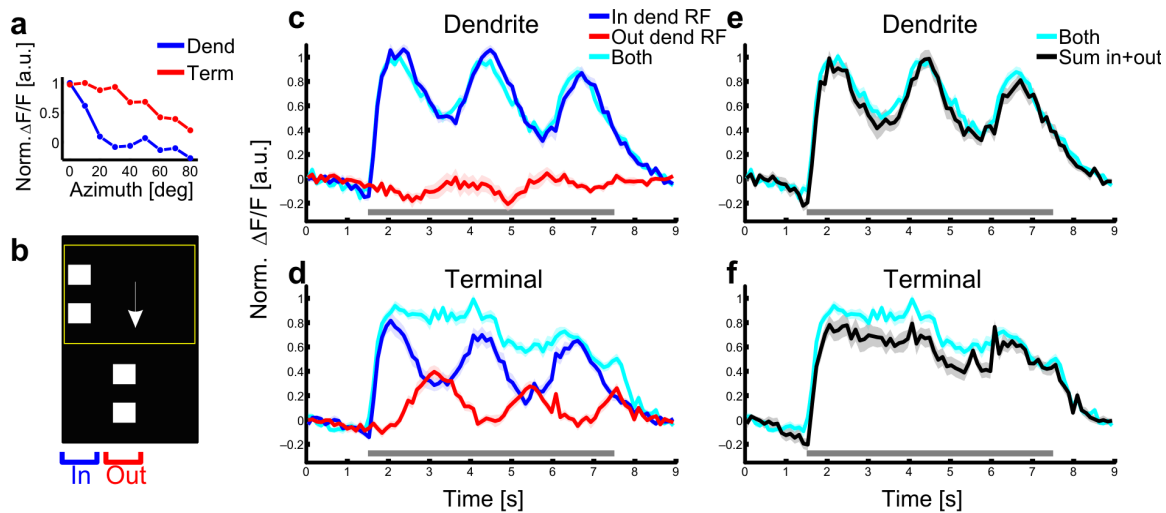 a
Dend
Term
Norm. ΔF/F [a.u.]
1
0.5
0
0 20 40 60 80
Azimuth [deg]
b
In Out
c
Dendrite
In dend RF
Out dend RF
Both
1
0.8
0.6
0.4
0.2
0
−0.2
0 1 2 3 4 5 6 7 8 9
Norm. ΔF/F [a.u.]
d
Terminal
1
0.8
0.6
0.4
0.2
0
−0.2
0 1 2 3 4 5 6 7 8 9
Time [s]
e
Dendrite
Both
Sum in+out
1
0.8
0.6
0.4
0.2
0
−0.2
0 1 2 3 4 5 6 7 8 9
f
Terminal
1
0.8
0.6
0.4
0.2
0
−0.2
0 1 2 3 4 5 6 7 8 9
Time [s]